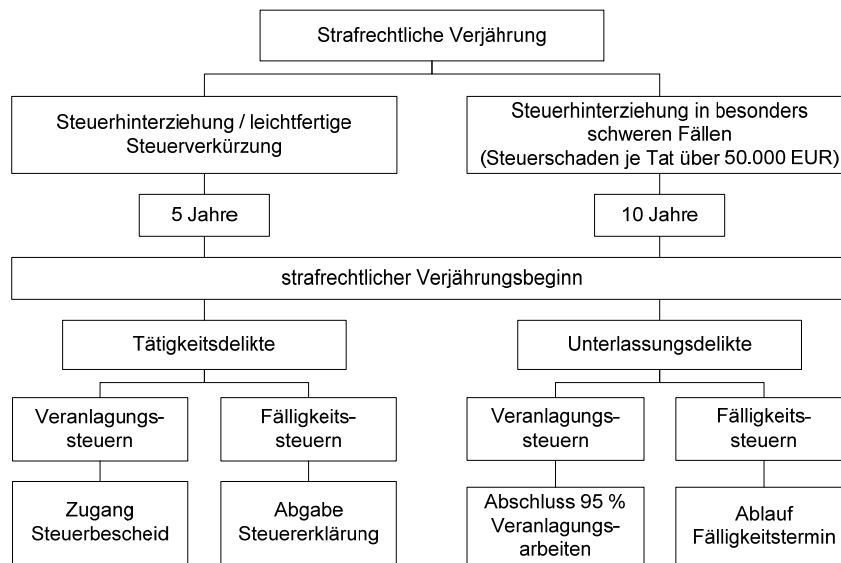 Strafrechtliche Verjährung
Steuerhinterziehung / leichtfertige
Steuerverkürzung
Steuerhinterziehung in besonders
schweren Fällen
(Steuerschaden je Tat über 50.000 EUR)
5 Jahre
10 Jahre
strafrechtlicher Verjährungsbeginn
Tätigkeitsdelikte
Unterlassungsdelikte
Veranlagungs-
steuern
Fälligkeits-
steuern
Veranlagungs-
steuern
Fälligkeits-
steuern
Zugang
Steuerbescheid
Abgabe
Steuererklärung
Abschluss 95 %
Veranlagungs-
arbeiten
Ablauf
Fälligkeitstermin